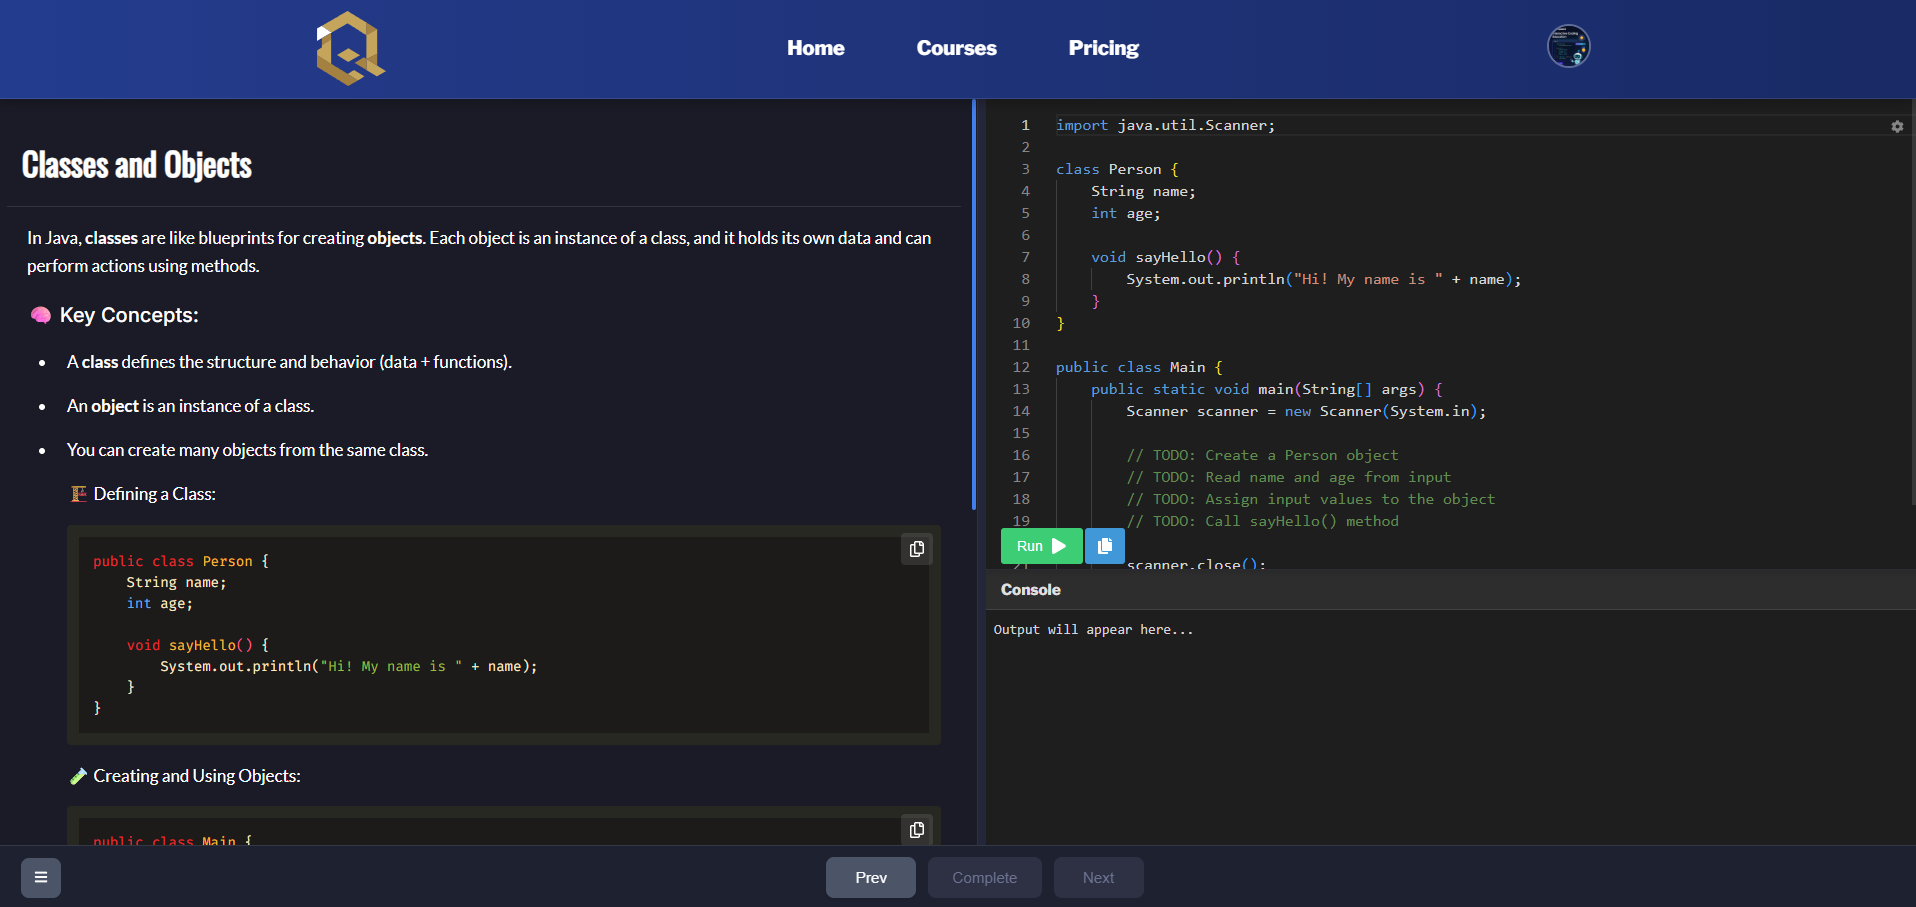 Home
Courses
Pricing
Classes and Objects
In Java, classes are like blueprints for creating objects. Each object is an instance of a class, and it holds its own data and can
perform actions using methods.
🧠 Key Concepts:
• A class defines the structure and behavior (data + functions).
• An object is an instance of a class.
• You can create many objects from the same class.
🏗️ Defining a Class:
public class Person {
    String name;
    int age;
    void sayHello() {
        System.out.println("Hi! My name is " + name);
    }
}
🧪 Creating and Using Objects:
public class Main {
1 import java.util.Scanner;
2
3 class Person {
4     String name;
5     int age;
6
7     void sayHello() {
8         System.out.println("Hi! My name is " + name);
9     }
10 }
11
12 public class Main {
13     public static void main(String[] args) {
14         Scanner scanner = new Scanner(System.in);
15
16         // TODO: Create a Person object
17         // TODO: Read name and age from input
18         // TODO: Assign input values to the object
19         // TODO: Call sayHello() method
Run
21         scanner.close();
Console
Output will appear here...
Prev
Complete
Next